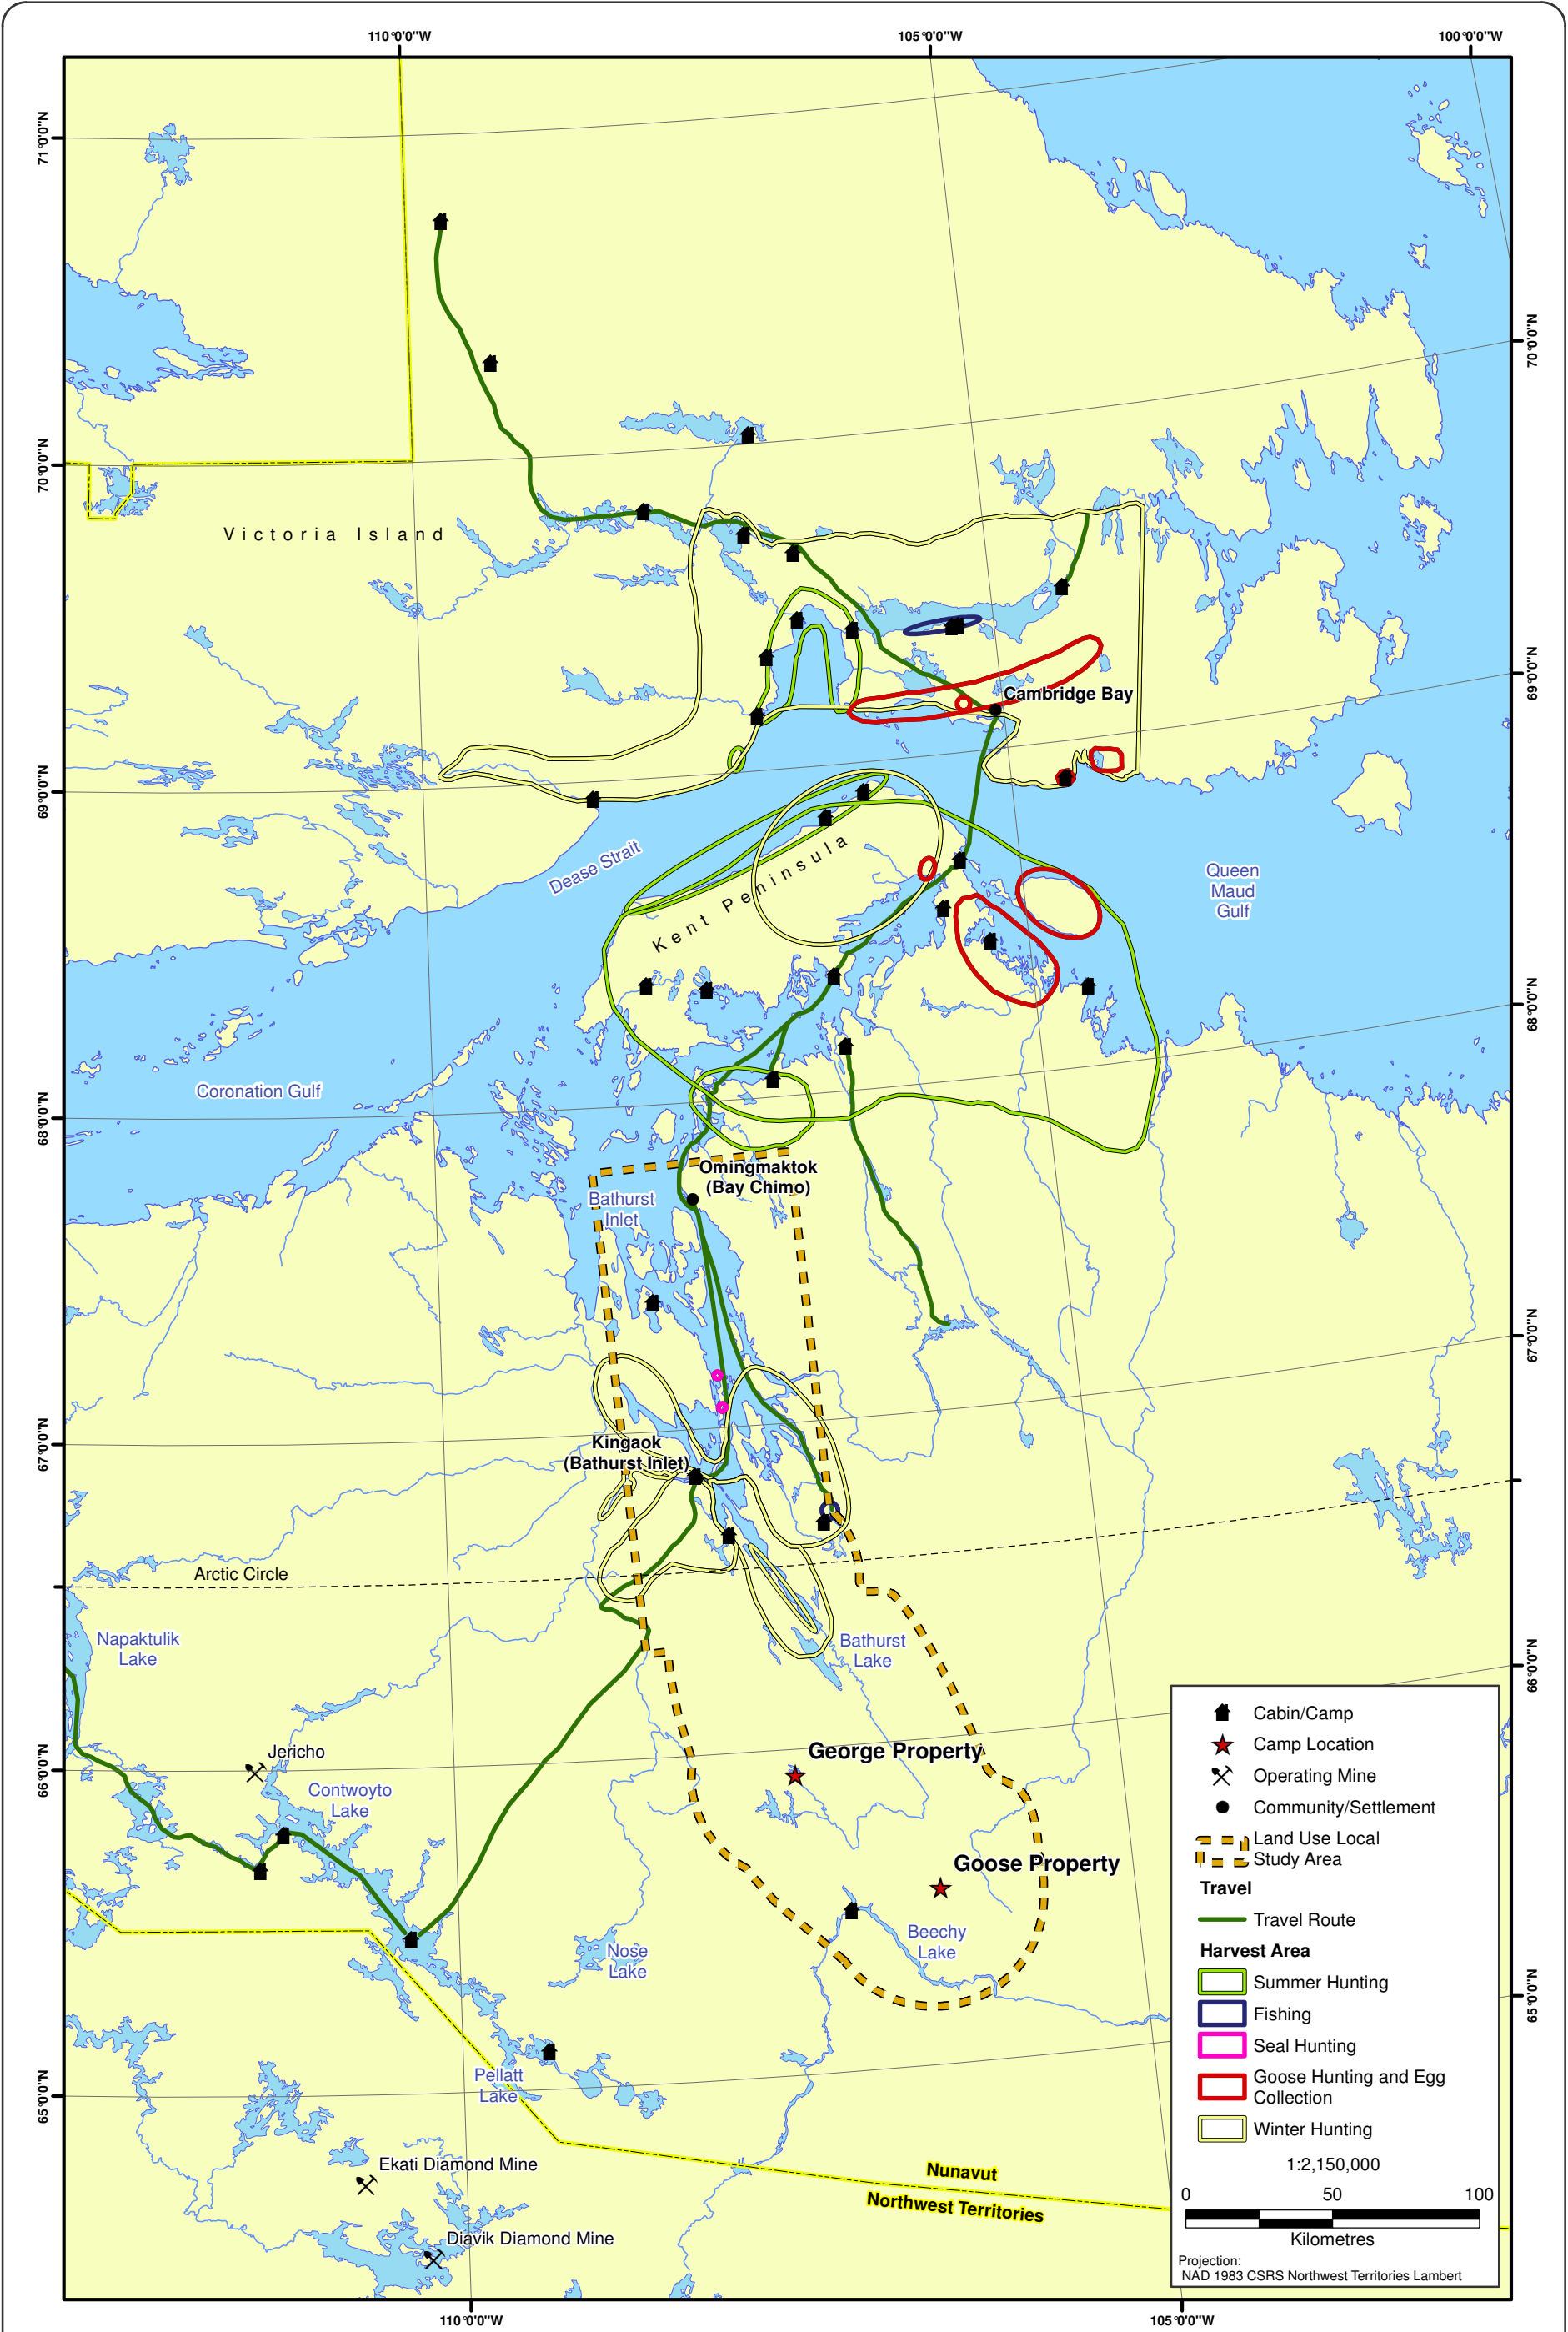 110°0'0"W
105°0'0"W
100°0'0"W
71°0'0"N
70°0'0"N
70°0'0"N
Victoria Island
69°0'0"N
Cambridge Bay
69°0'0"N
Dease Strait
Kent Peninsula
Queen
Maud
Gulf
68°0'0"N
Coronation Gulf
68°0'0"N
Omingmaktok
(Bay Chimo)
Bathurst
Inlet
67°0'0"N
67°0'0"N
Kingaok
(Bathurst Inlet)
Arctic Circle
Napaktulik
Lake
Bathurst
Lake
66°0'0"N
66°0'0"N
Jericho
George Property
Contwoyto
Lake
Goose Property
Beechy
Lake
Nose
Lake
65°0'0"N
Pellatt
Lake
65°0'0"N
Ekati Diamond Mine
Nunavut
Northwest Territories
Diavik Diamond Mine
Cabin/Camp
Camp Location
Operating Mine
Community/Settlement
Land Use Local
Study Area
Travel
Travel Route
Harvest Area
Summer Hunting
Fishing
Seal Hunting
Goose Hunting and Egg
Collection
Winter Hunting
1:2,150,000
0 50 100
Kilometres
Projection:
NAD 1983 CSRS Northwest Territories Lambert
110°0'0"W
105°0'0"W